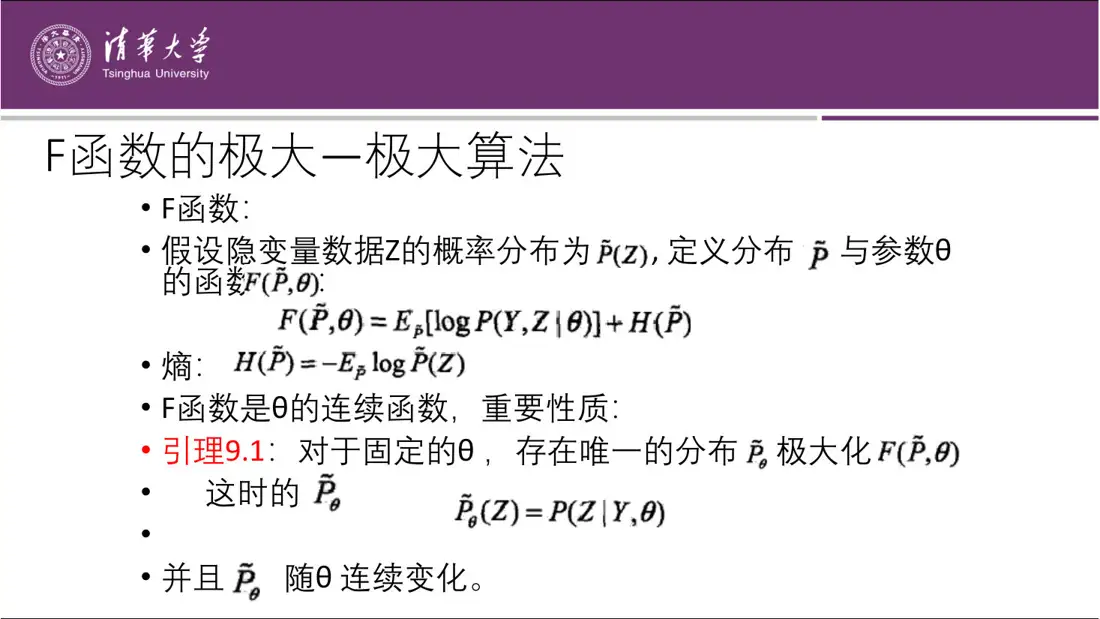 清華大学
Tsinghua University
F函数的极大—极大算法
• F函数：
• 假设隐变量数据Z的概率分布为 P̃(Z), 定义分布 P̃ 与参数θ
的函数F(P̃,θ):
F(P̃,θ) = E_P̃[log P(Y,Z|θ)] + H(P̃)
• 熵： H(P̃) = −E_P̃ log P̃(Z)
• F函数是θ的连续函数，重要性质：
• 引理9.1：对于固定的θ ，存在唯一的分布 P̃_θ 极大化 F(P̃,θ)
• 这时的 P̃_θ P̃_θ(Z) = P(Z|Y,θ)
•
• 并且 P̃_θ 随θ 连续变化。